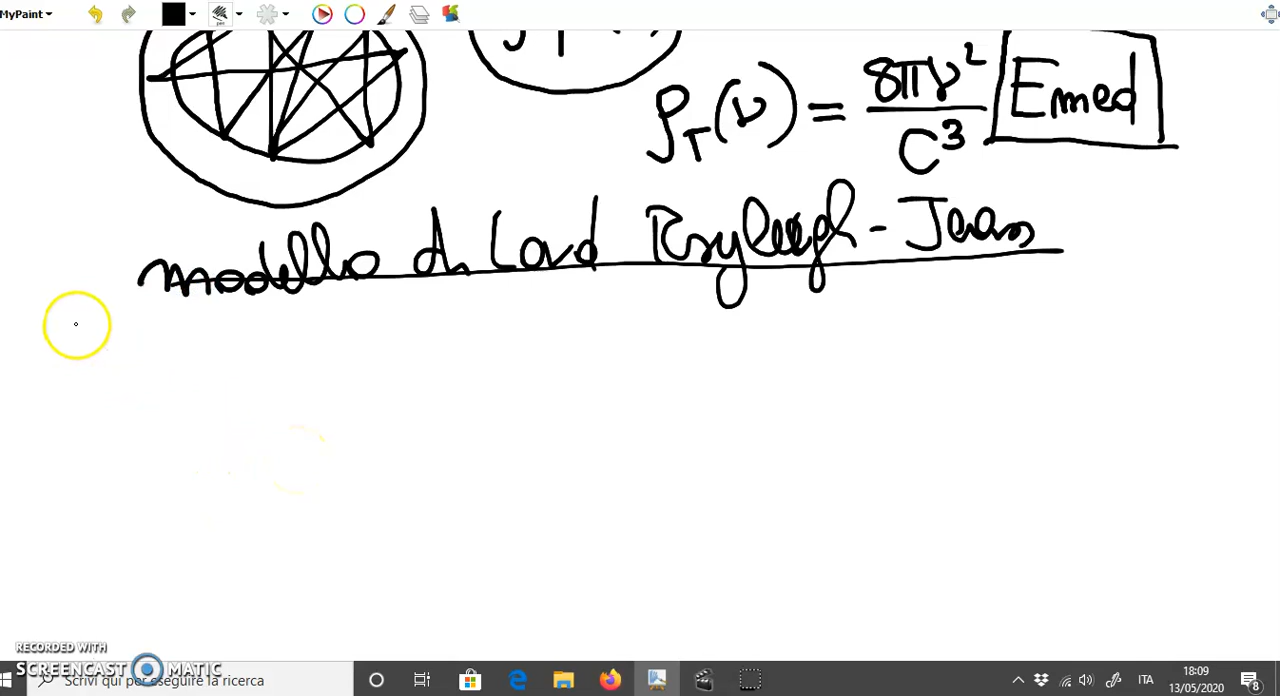 MyPaint
ρT(ν) = 8πν² / C³ Emed
modello di Lord Rayleigh - Jeans
RECORDED WITH
SCREENCAST MATIC
Scrivi qui per eseguire la ricerca
ITA
18:09
13/05/2020
8